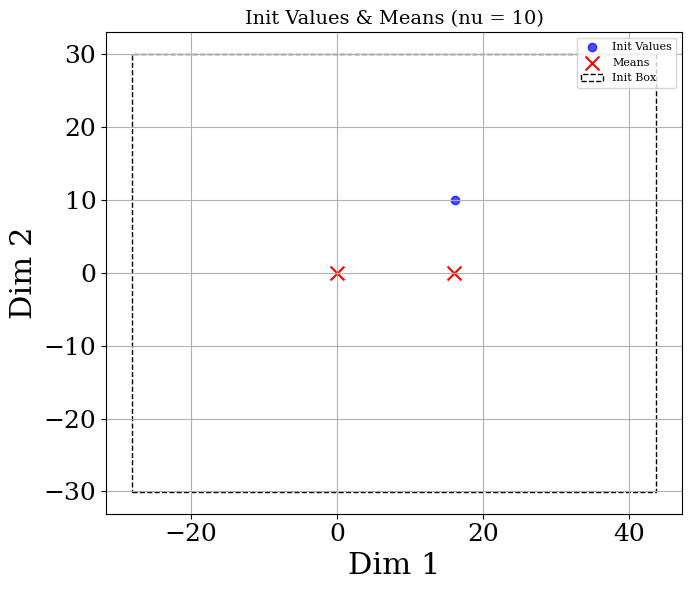 Init Values & Means (nu = 10)
Init Values
Means
Init Box
30
20
10
0
−10
−20
−30
Dim 2
−20
0
20
40
Dim 1